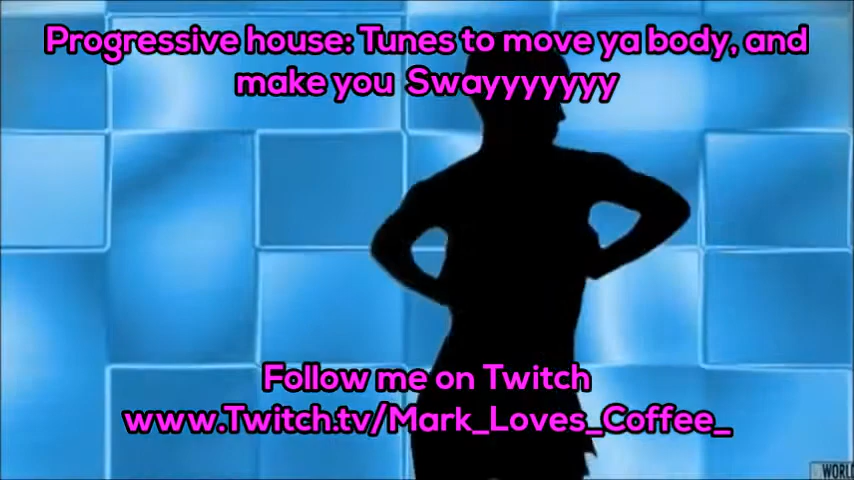 Progressive house: Tunes to move ya body, and
make you Swayyyyyyy
Follow me on Twitch
www.Twitch.tv/Mark_Loves_Coffee_
WORL